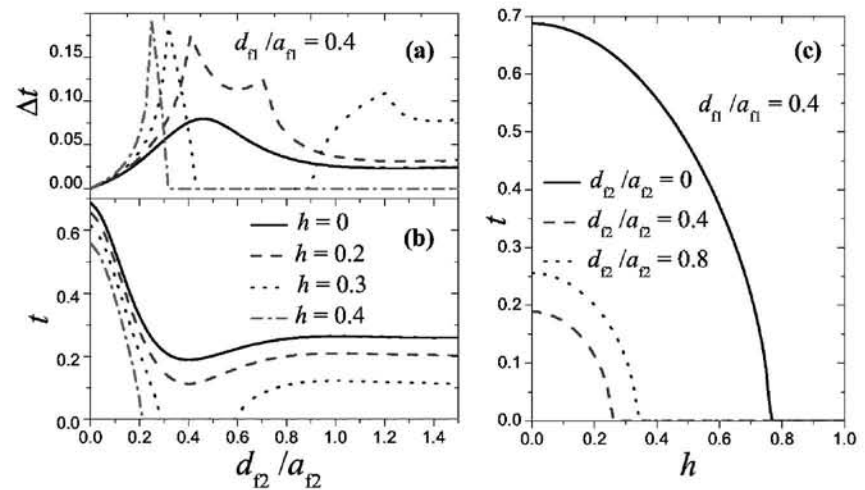 0.15
0.10
0.05
0.00
Δt
d_f1/a_f1 = 0.4
(a)
0.6
0.4
0.2
0.0
t
(b)
h = 0
h = 0.2
h = 0.3
h = 0.4
0.0 0.2 0.4 0.6 0.8 1.0 1.2 1.4
d_f2/a_f2
0.7
0.6
0.5
0.4
0.3
0.2
0.1
0.0
t
(c)
d_f1/a_f1 = 0.4
d_f2/a_f2 = 0
d_f2/a_f2 = 0.4
d_f2/a_f2 = 0.8
0.0 0.2 0.4 0.6 0.8 1.0
h